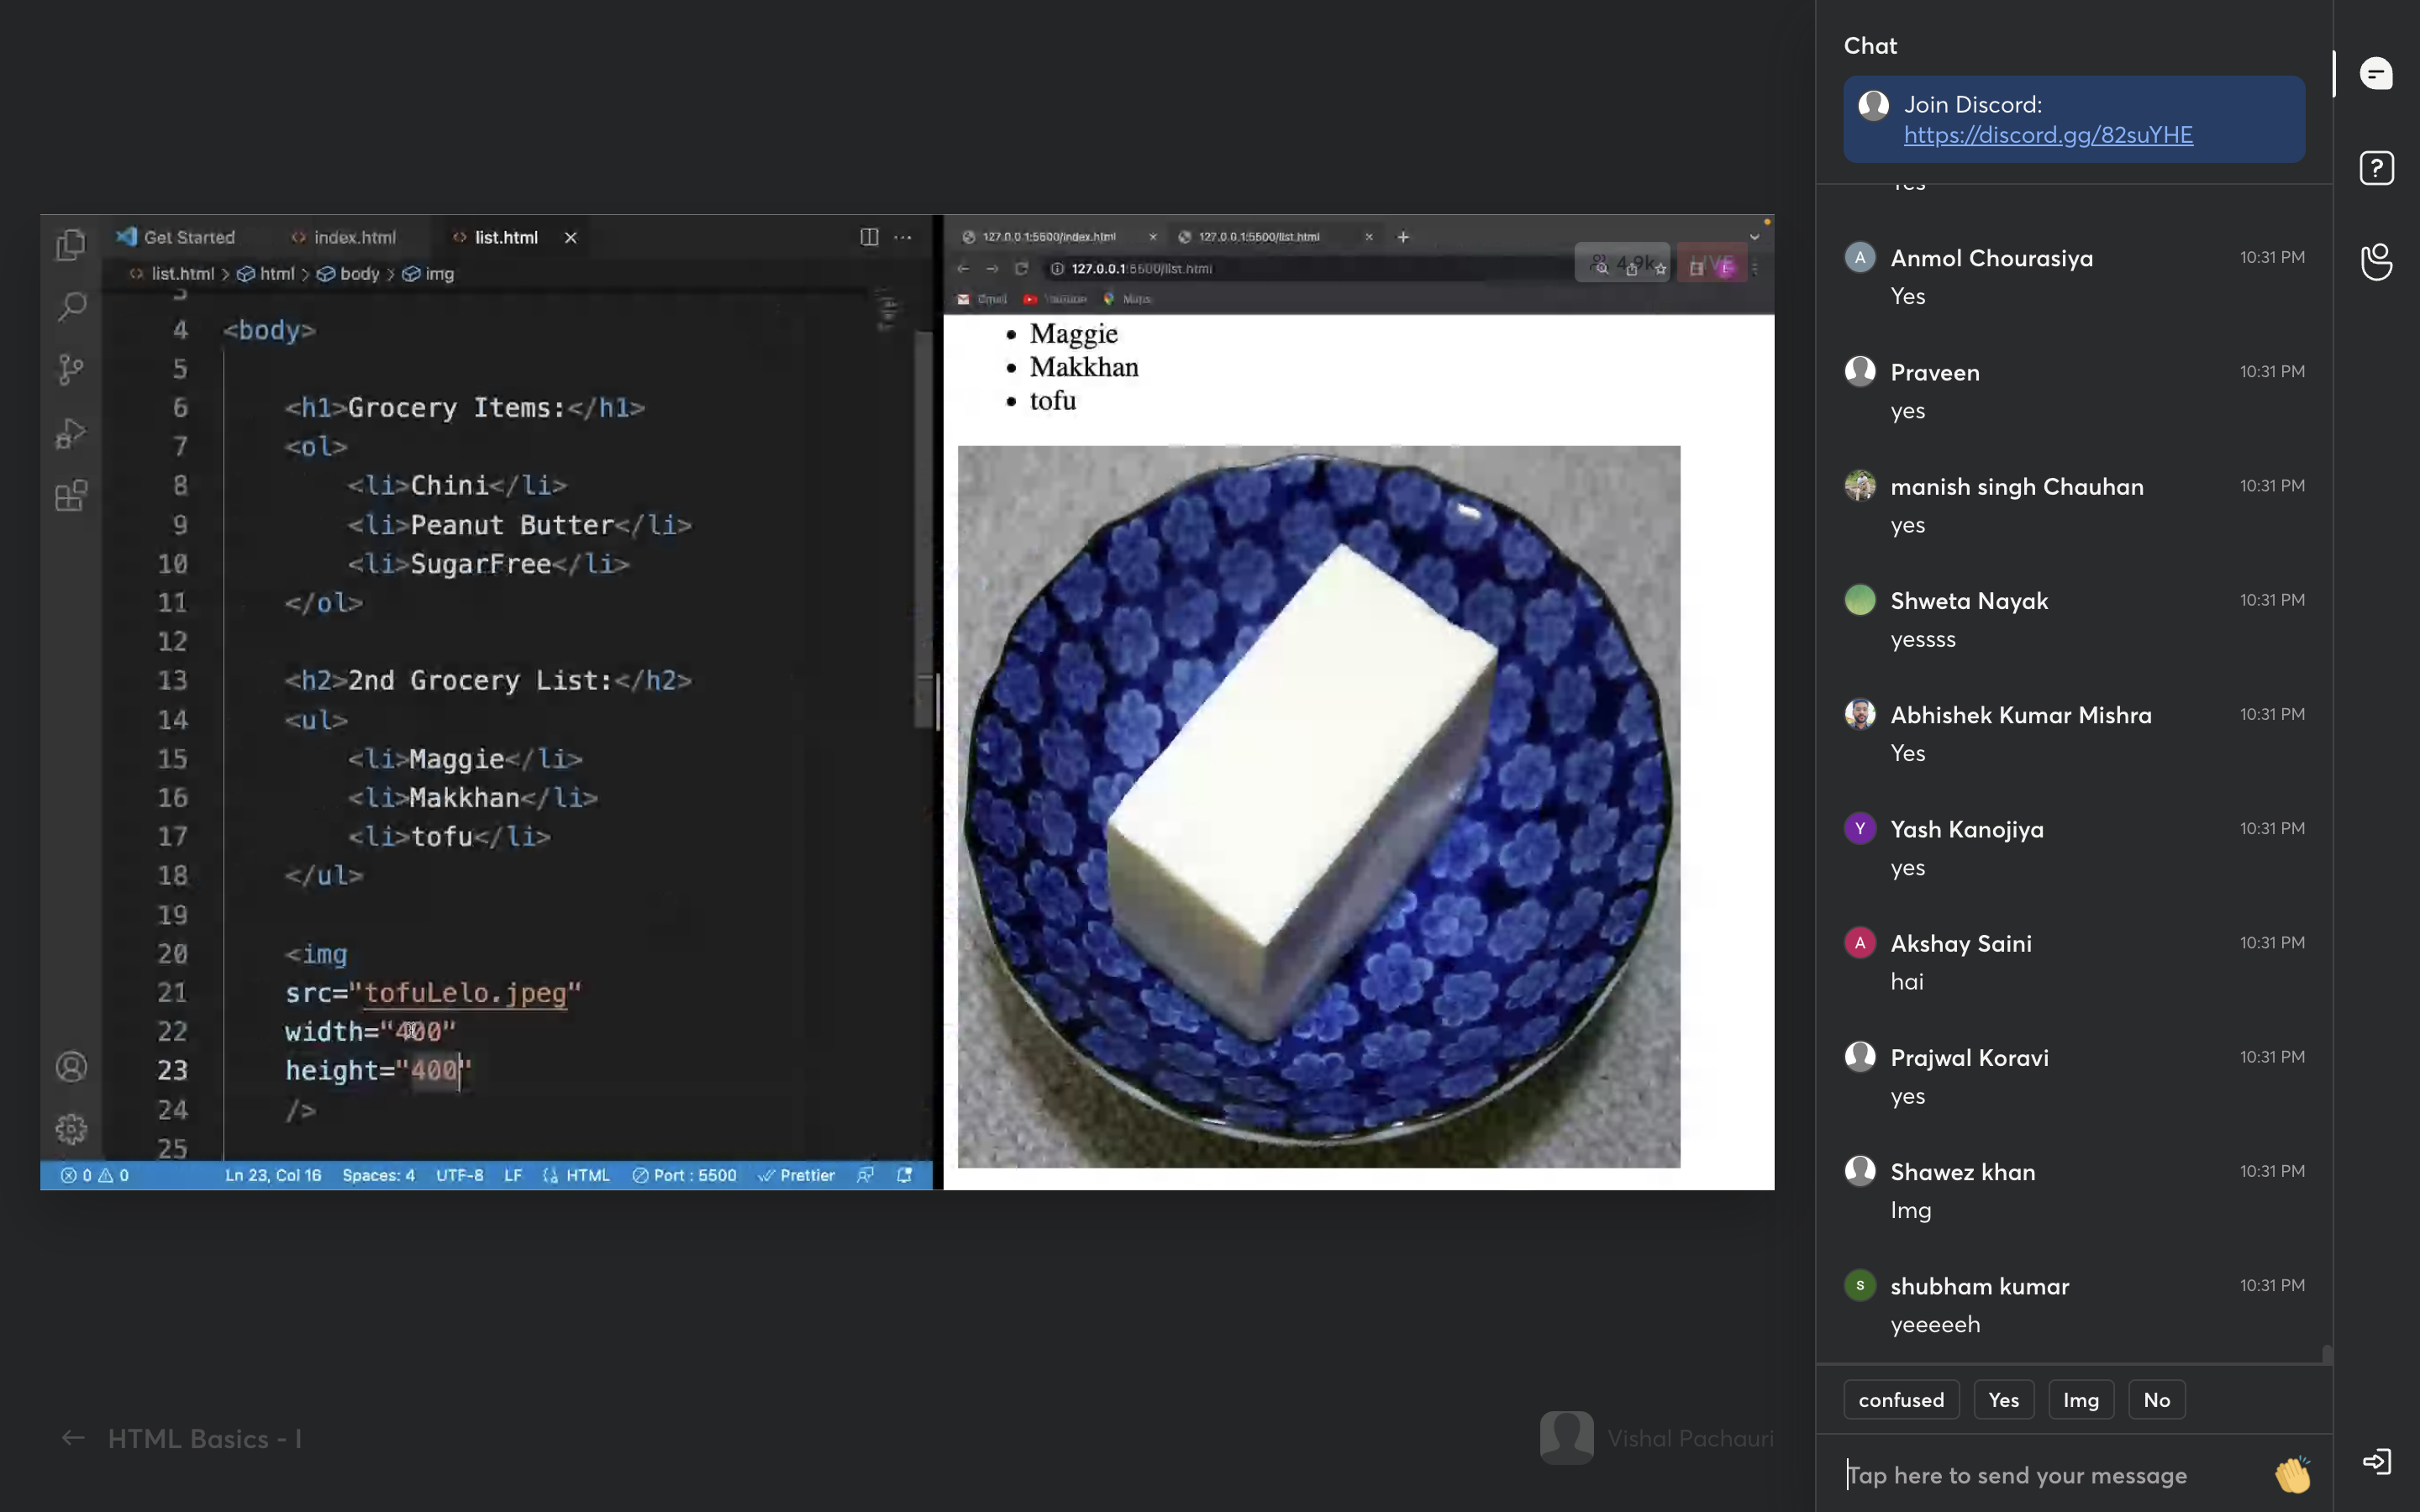 Get Started
index.html
list.html
list.html > html > body > img
3
4 <body>
5
6 <h1>Grocery Items:</h1>
7 <ol>
8 <li>Chini</li>
9 <li>Peanut Butter</li>
10 <li>SugarFree</li>
11 </ol>
12
13 <h2>2nd Grocery List:</h2>
14 <ul>
15 <li>Maggie</li>
16 <li>Makkhan</li>
17 <li>tofu</li>
18 </ul>
19
20 <img
21 src="tofuLelo.jpeg"
22 width="400"
23 height="400"
24 />
25
0 0 Ln 23, Col 16 Spaces: 4 UTF-8 LF HTML Port : 5500 Prettier
127.0.0.1:5500/index.html
127.0.0.1:5500/list.html
127.0.0.1:5500/list.html
4.9k LIVE
Gmail YouTube Maps
Maggie
Makkhan
tofu
HTML Basics - I
Vishal Pachauri
Chat
Join Discord:
https://discord.gg/82suYHE
Yes
A Anmol Chourasiya 10:31 PM
Yes
Praveen 10:31 PM
yes
manish singh Chauhan 10:31 PM
yes
Shweta Nayak 10:31 PM
yessss
Abhishek Kumar Mishra 10:31 PM
Yes
Y Yash Kanojiya 10:31 PM
yes
A Akshay Saini 10:31 PM
hai
Prajwal Koravi 10:31 PM
yes
Shawez khan 10:31 PM
Img
S shubham kumar 10:31 PM
yeeeeeh
confused Yes Img No
Tap here to send your message